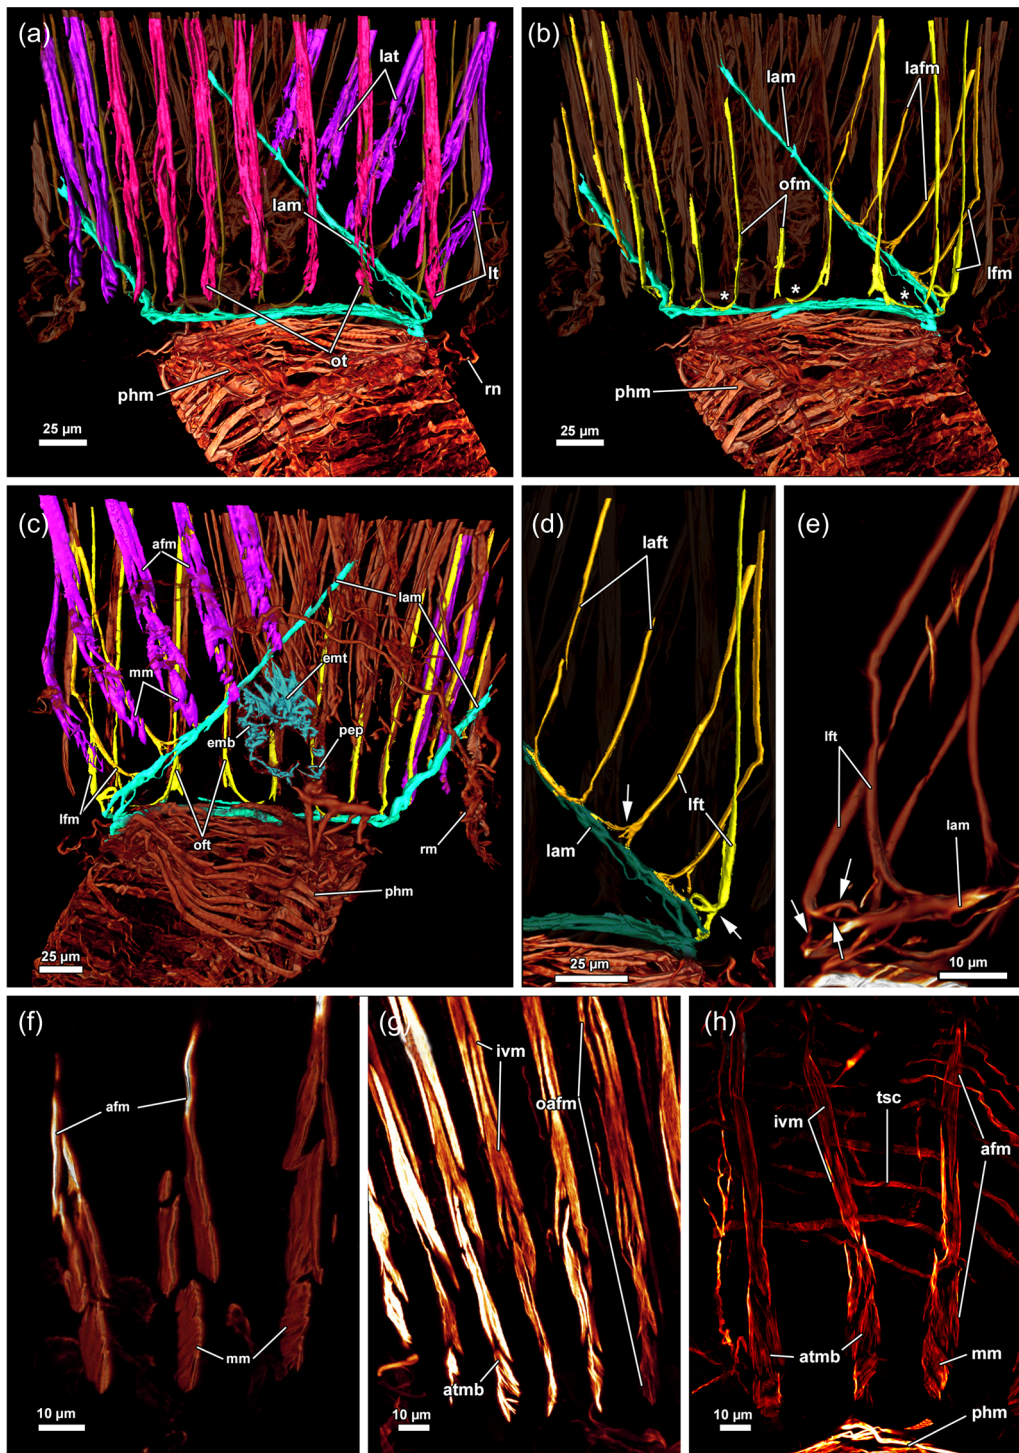 (a)
lat
lam
lt
ot
rn
phm
25 µm
(b)
lam
lafm
ofm
lfm
*
*
*
phm
25 µm
(c)
afm
lam
mm
emt
emb
pep
lfm
oft
rm
phm
25 µm
(d)
laft
lft
lam
25 µm
(e)
lft
lam
10 µm
(f)
afm
mm
10 µm
(g)
ivm
oafm
atmb
10 µm
(h)
tsc
ivm
afm
atmb
mm
phm
10 µm